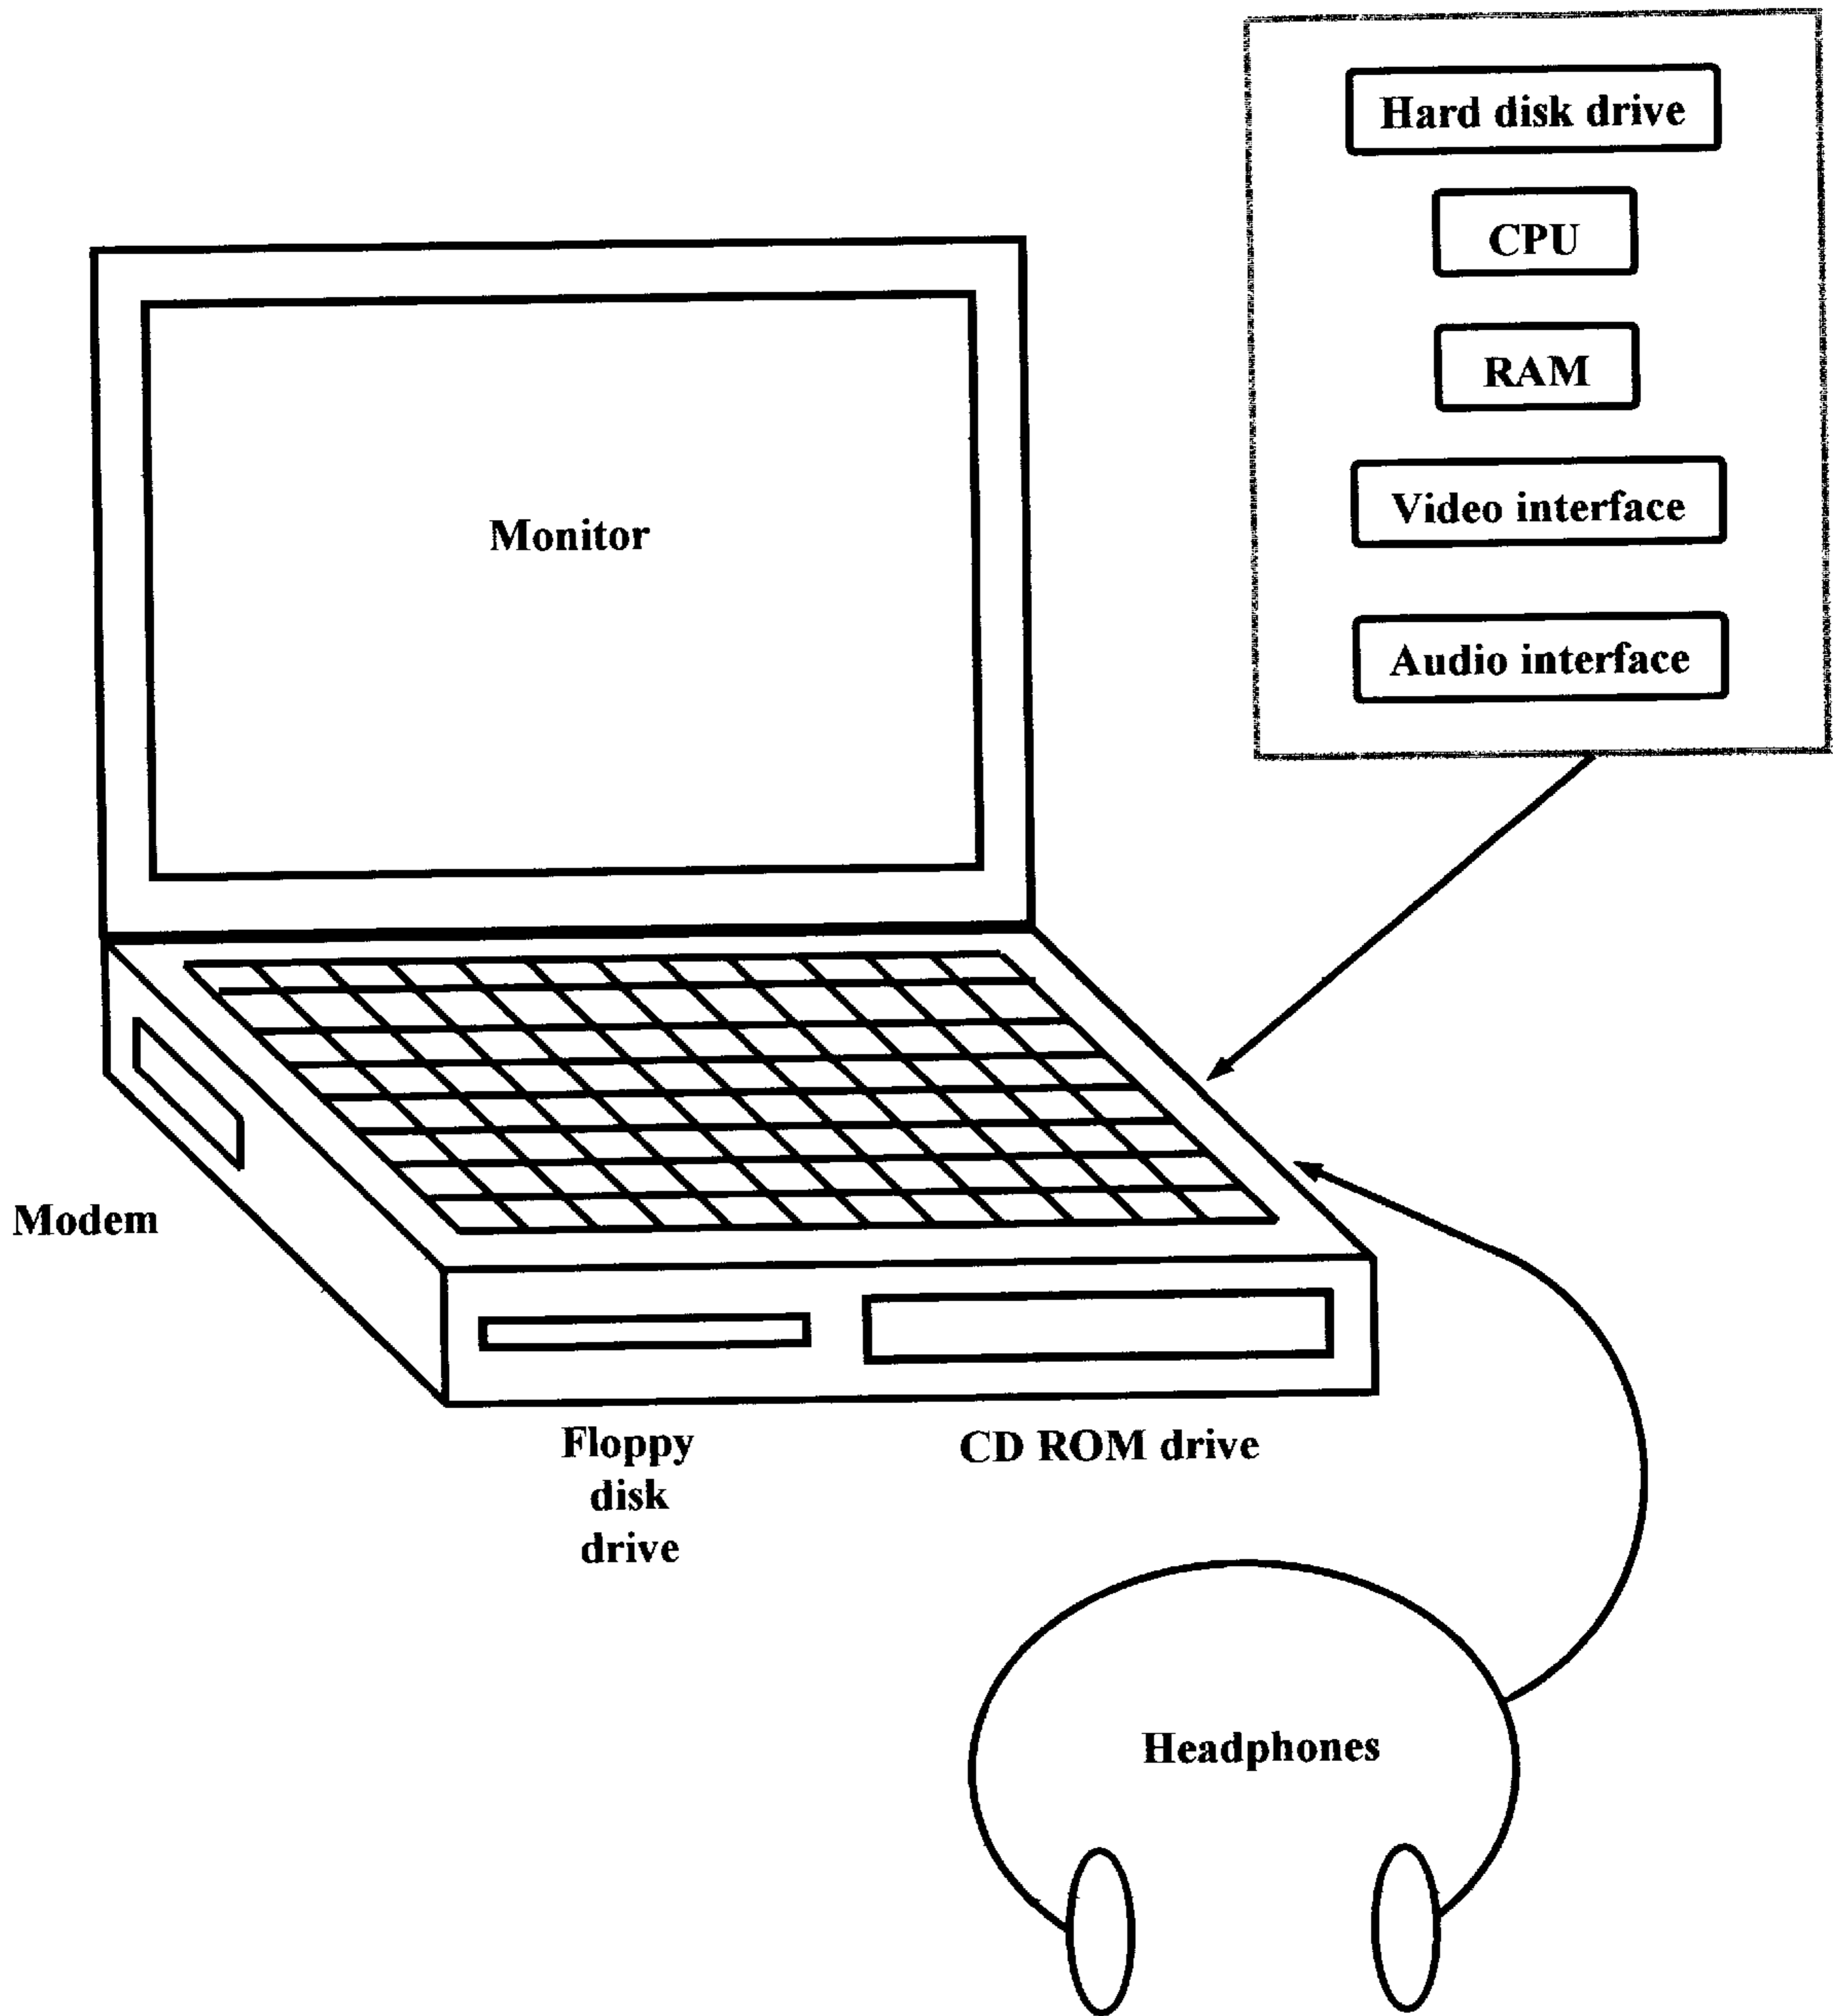 Hard disk drive
CPU
RAM
Video interface
Audio interface
Monitor
Modem
Floppy
disk
drive
CD ROM drive
Headphones